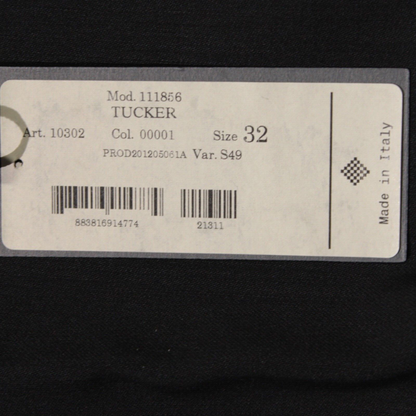 Mod. 111856
TUCKER
Art. 10302 Col. 00001 Size 32
PROD201205061A Var. S49
883816914774 21311
Made in Italy